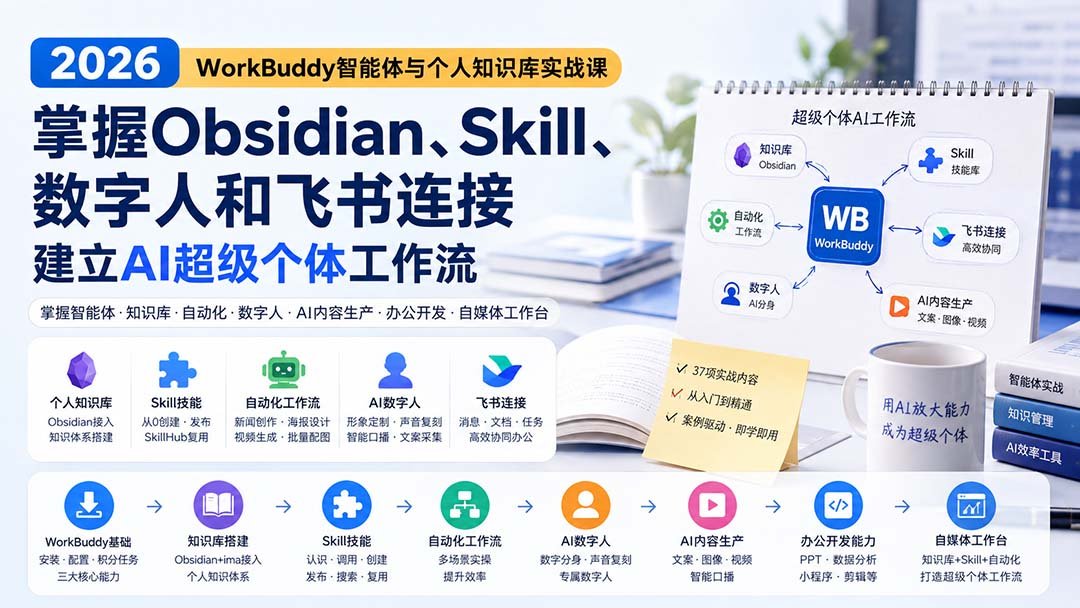 2026
WorkBuddy智能体与个人知识库实战课
掌握Obsidian、Skill、
数字人和飞书连接
建立AI超级个体工作流
掌握智能体·知识库·自动化·数字人·AI内容生产·办公开发·自媒体工作台
个人知识库
Obsidian接入
知识体系搭建
Skill技能
从0创建·发布
SkillHub复用
自动化工作流
新闻创作·海报设计
视频生成·批量配图
AI数字人
形象定制·声音复刻
智能口播·文案采集
飞书连接
消息·文档·任务
高效协同办公
超级个体AI工作流
知识库
Obsidian
Skill
技能库
自动化
工作流
WB
WorkBuddy
飞书连接
高效协同
数字人
AI分身
AI内容生产
文案·图像·视频
37项实战内容
从入门到精通
案例驱动·即学即用
用AI放大能力
成为超级个体
智能体实战
知识管理
AI效率工具
WorkBuddy基础
安装·配置·积分任务
三大核心能力
知识库搭建
Obsidian+ima接入
个人知识体系
Skill技能
认识·调用·创建
发布·搜索·复用
自动化工作流
多场景实操
提升效率
AI数字人
数字分身·声音复刻
专属数字人
AI内容生产
文案·图像·视频
智能口播
办公开发能力
PPT·数据分析
小程序·剪辑等
自媒体工作台
知识库+Skill+自动化
打造超级个体工作流